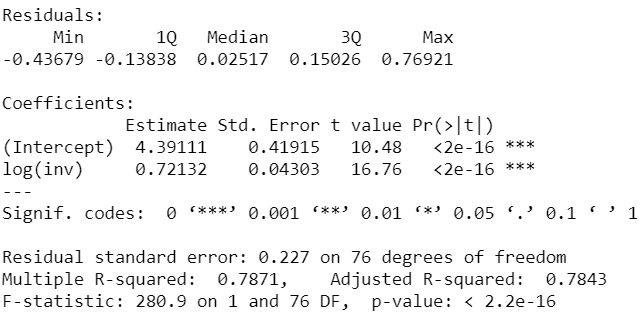 Residuals:
     Min       1Q   Median       3Q      Max
-0.43679 -0.13838  0.02517  0.15026  0.76921

Coefficients:
            Estimate Std. Error t value Pr(>|t|)
(Intercept)  4.39111    0.41915   10.48   <2e-16 ***
log(inv)     0.72132    0.04303   16.76   <2e-16 ***
---
Signif. codes:  0 ‘***’ 0.001 ‘**’ 0.01 ‘*’ 0.05 ‘.’ 0.1 ‘ ’ 1

Residual standard error: 0.227 on 76 degrees of freedom
Multiple R-squared:  0.7871,    Adjusted R-squared:  0.7843
F-statistic: 280.9 on 1 and 76 DF,  p-value: < 2.2e-16